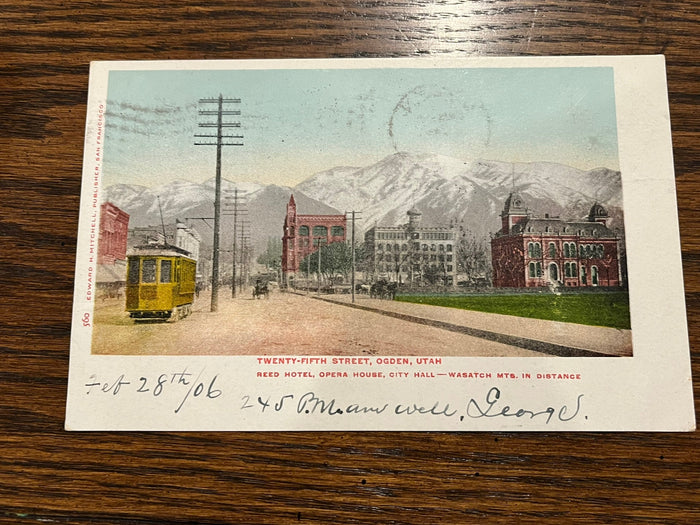 EDWARD H. MITCHELL, PUBLISHER, SAN FRANCISCO
560
TWENTY-FIFTH STREET, OGDEN, UTAH
REED HOTEL, OPERA HOUSE, CITY HALL—WASATCH MTS. IN DISTANCE
Feb 28th/06
245 P.M. am well, George S.